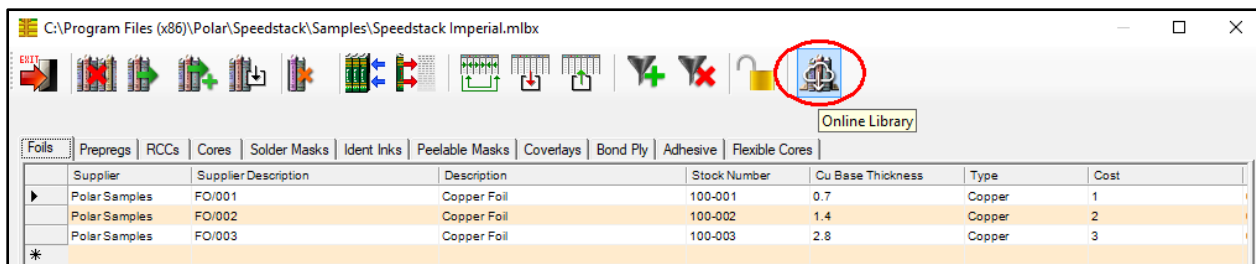 C:\Program Files (x86)\Polar\Speedstack\Samples\Speedstack Imperial.mlbx
EXIT
Online Library
Foils Prepregs RCCs Cores Solder Masks Ident Inks Peelable Masks Coverlays Bond Ply Adhesive Flexible Cores
Supplier Supplier Description Description Stock Number Cu Base Thickness Type Cost
Polar Samples FO/001 Copper Foil 100-001 0.7 Copper 1
Polar Samples FO/002 Copper Foil 100-002 1.4 Copper 2
Polar Samples FO/003 Copper Foil 100-003 2.8 Copper 3